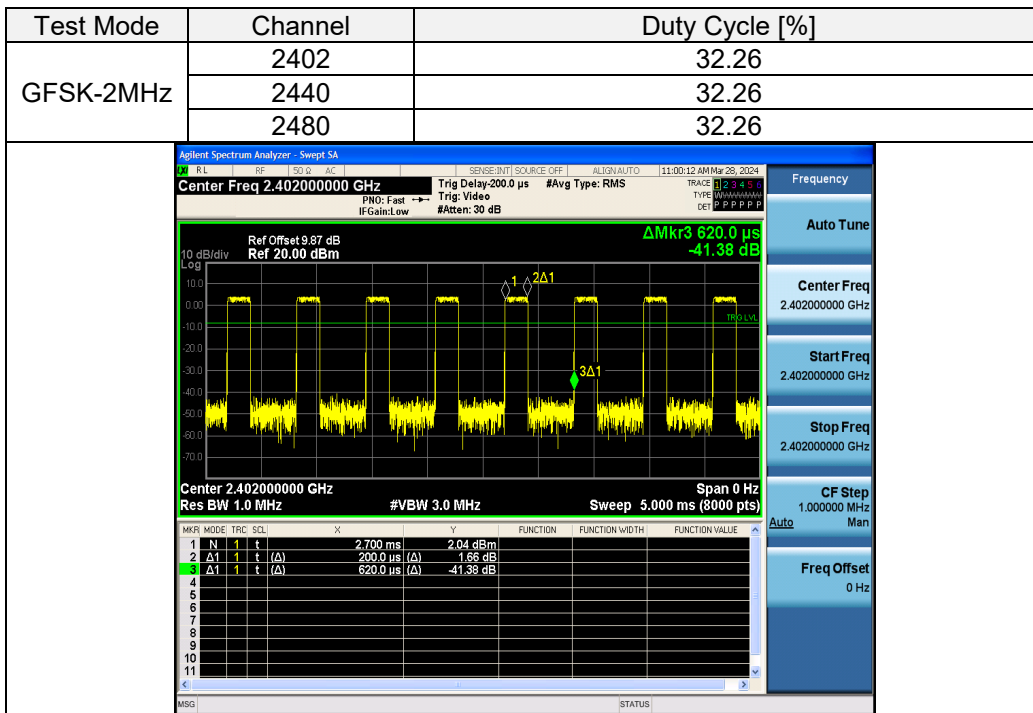 Test Mode Channel Duty Cycle [%]
GFSK-2MHz 2402 32.26
2440 32.26
2480 32.26
Agilent Spectrum Analyzer - Swept SA
LXI RL RF 50 Ω AC SENSE:INT SOURCE OFF ALIGN AUTO 11:00:12 AM Mar 28, 2024
Center Freq 2.402000000 GHz
PNO: Fast
IFGain:Low
Trig Delay-200.0 µs #Avg Type: RMS
Trig: Video
#Atten: 30 dB
TRACE 1 2 3 4 5 6
TYPE WWWWWW
DET P P P P P P
ΔMkr3 620.0 µs
-41.38 dB
Ref Offset 9.87 dB
10 dB/div Ref 20.00 dBm
Log
10.0
0.00
-10.0
-20.0
-30.0
-40.0
-50.0
-60.0
-70.0
1
2Δ1
TRIG LVL
3Δ1
Center 2.402000000 GHz Span 0 Hz
Res BW 1.0 MHz #VBW 3.0 MHz Sweep 5.000 ms (8000 pts)
MKR MODE TRC SCL X Y FUNCTION FUNCTION WIDTH FUNCTION VALUE
1 N 1 t 2.700 ms 2.04 dBm
2 Δ1 1 t (Δ) 200.0 µs (Δ) 1.66 dB
3 Δ1 1 t (Δ) 620.0 µs (Δ) -41.38 dB
4
5
6
7
8
9
10
11
MSG STATUS
Frequency
Auto Tune
Center Freq
2.402000000 GHz
Start Freq
2.402000000 GHz
Stop Freq
2.402000000 GHz
CF Step
1.000000 MHz
Auto Man
Freq Offset
0 Hz